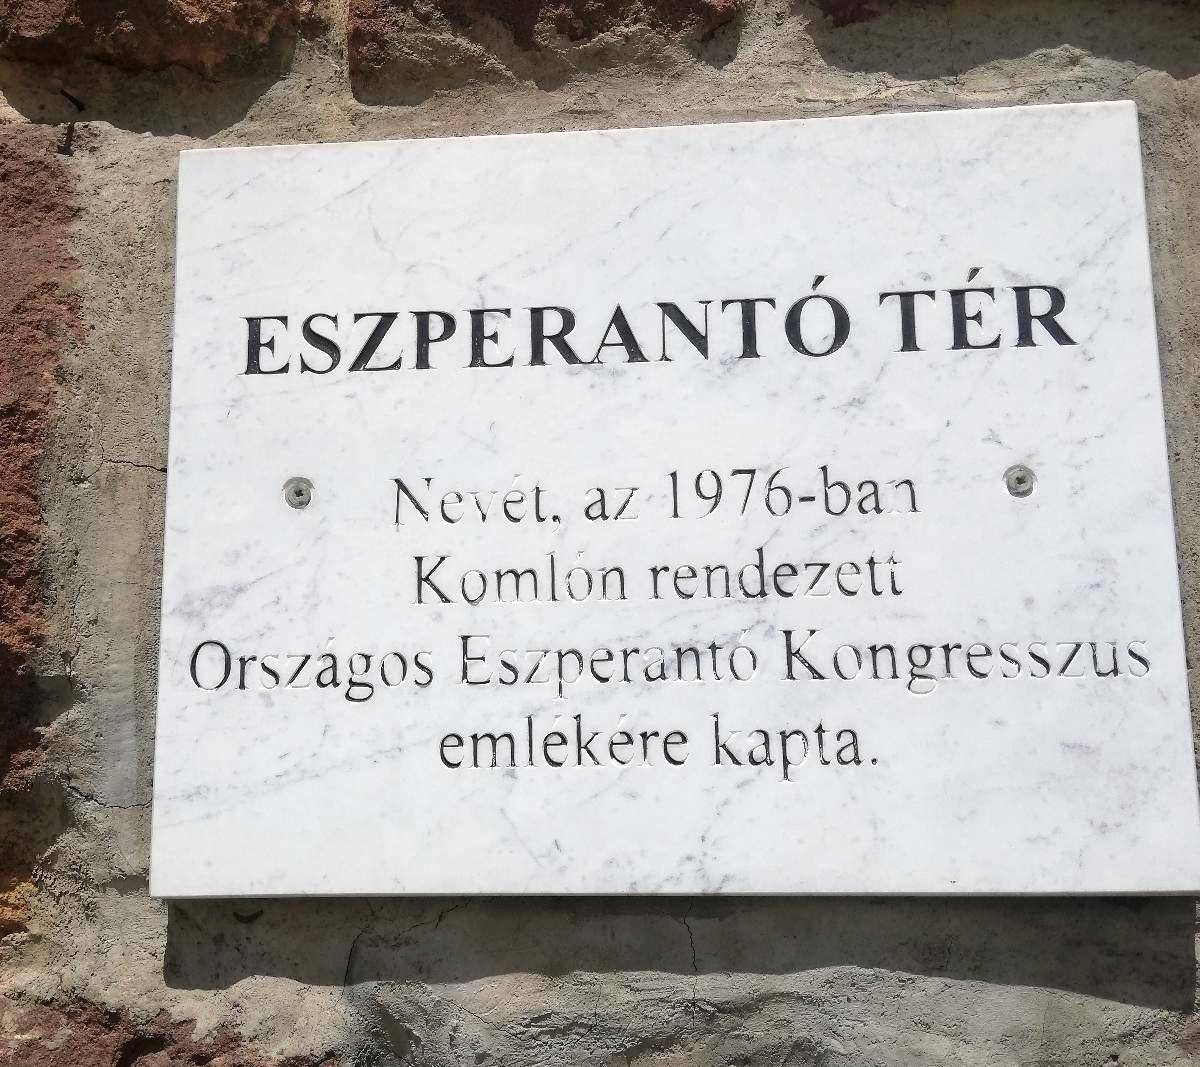 ESZPERANTÓ TÉR
Nevét, az 1976-ban
Komlón rendezett
Országos Eszperantó Kongresszus
emlékére kapta.